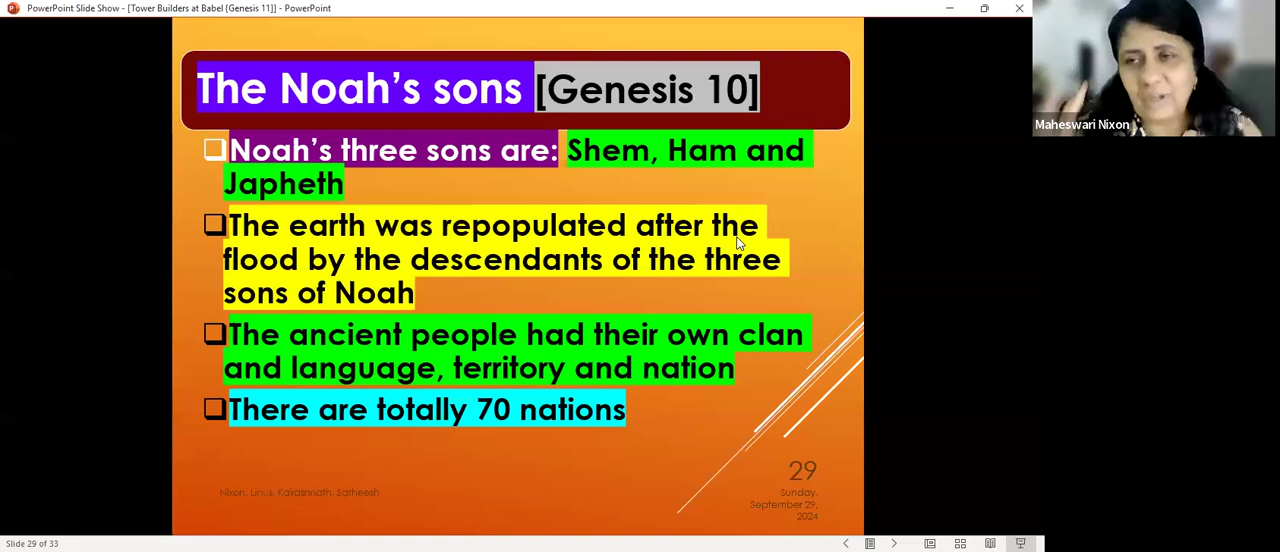 PowerPoint Slide Show - [Tower Builders at Babel {Genesis 11}] - PowerPoint
Maheswari Nixon
The Noah's sons [Genesis 10]
Noah's three sons are: Shem, Ham and
Japheth
The earth was repopulated after the
flood by the descendants of the three
sons of Noah
The ancient people had their own clan
and language, territory and nation
There are totally 70 nations
29
Nixon, Linus, Satheesh
Sunday,
September 29,
2024
Slide 29 of 33